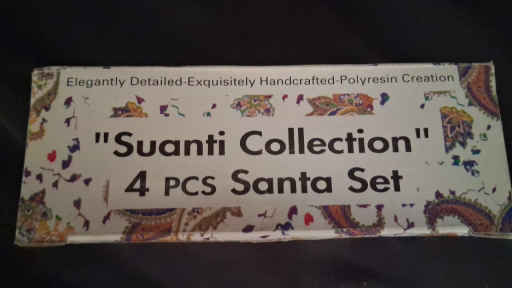 Elegantly Detailed-Exquisitely Handcrafted-Polyresin Creation
"Suanti Collection"
4 PCS Santa Set